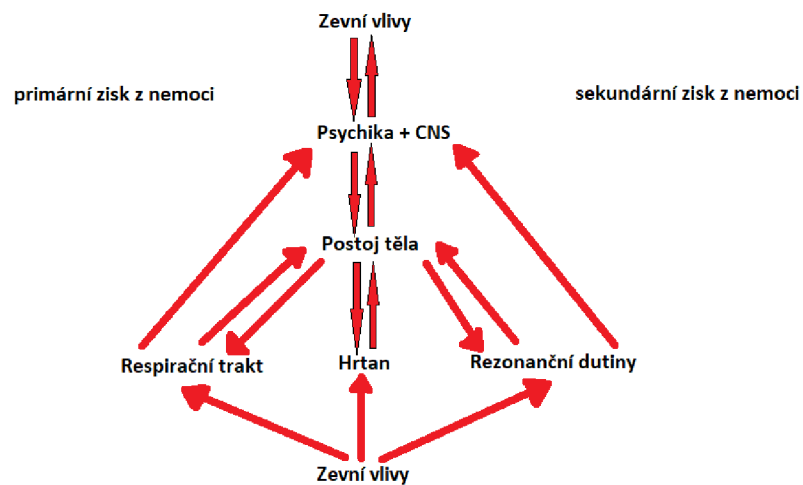 Zevní vlivy
primární zisk z nemoci
sekundární zisk z nemoci
Psychika + CNS
Postoj těla
Respirační trakt
Hrtan
Rezonanční dutiny
Zevní vlivy